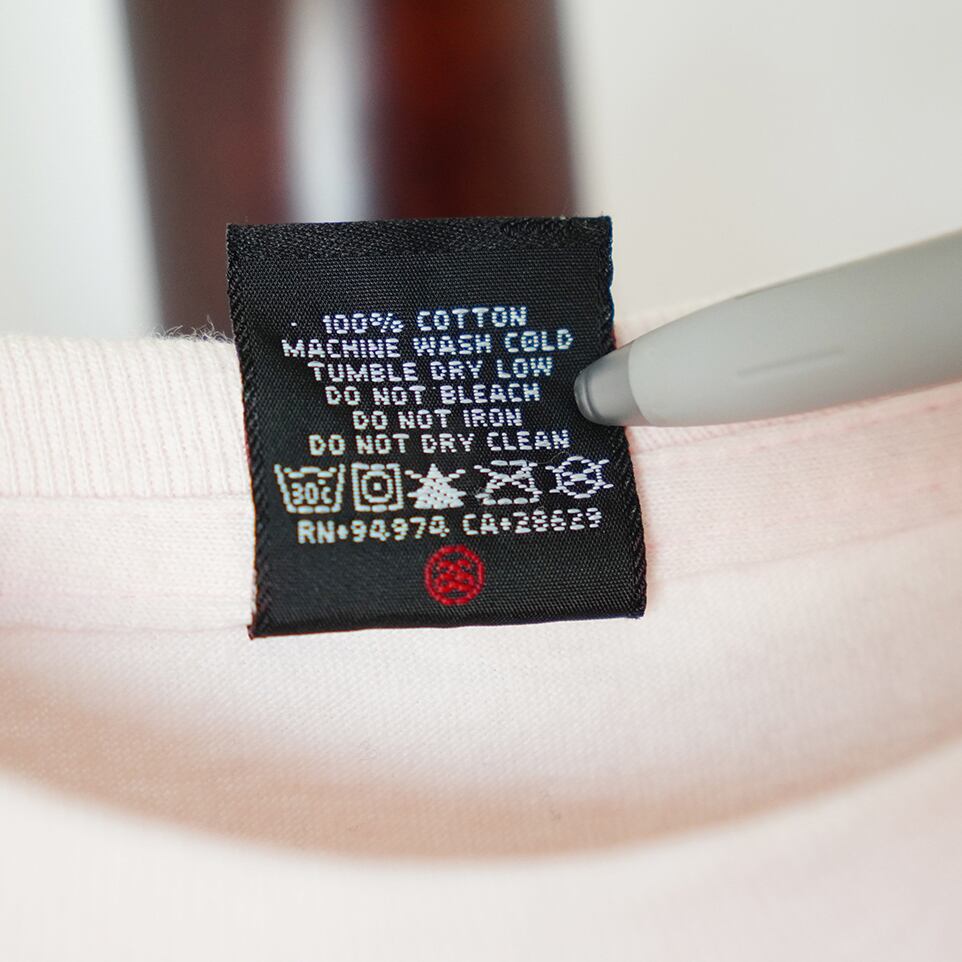 100% COTTON
MACHINE WASH COLD
TUMBLE DRY LOW
DO NOT BLEACH
DO NOT IRON
DO NOT DRY CLEAN
30C
RN+94974 CA+28629